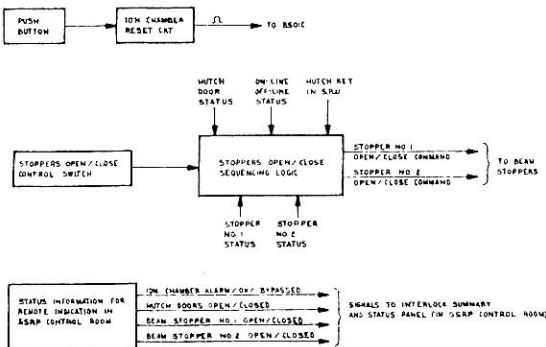 PUSH
BUTTON
ION CHAMBER
RESET CKT
TO BSOIC
HUTCH
DOOR
STATUS
ON-LINE
OFF-LINE
STATUS
HUTCH KEY
IN S.P.U
STOPPERS OPEN/CLOSE
CONTROL SWITCH
STOPPERS OPEN/CLOSE
SEQUENCING LOGIC
STOPPER NO 1
OPEN/CLOSE COMMAND
STOPPER NO 2
OPEN/CLOSE COMMAND
TO BEAM
STOPPERS
STOPPER
NO 1
STATUS
STOPPER
NO 2
STATUS
STATUS INFORMATION FOR
REMOTE INDICATION IN
SSRP CONTROL ROOM
ION CHAMBER ALARM/OK/BYPASSED
HUTCH DOORS OPEN/CLOSED
BEAM STOPPER NO 1 OPEN/CLOSED
BEAM STOPPER NO 2 OPEN/CLOSED
SIGNALS TO INTERLOCK SUMMARY
AND STATUS PANEL (IN SSRP CONTROL ROOM)